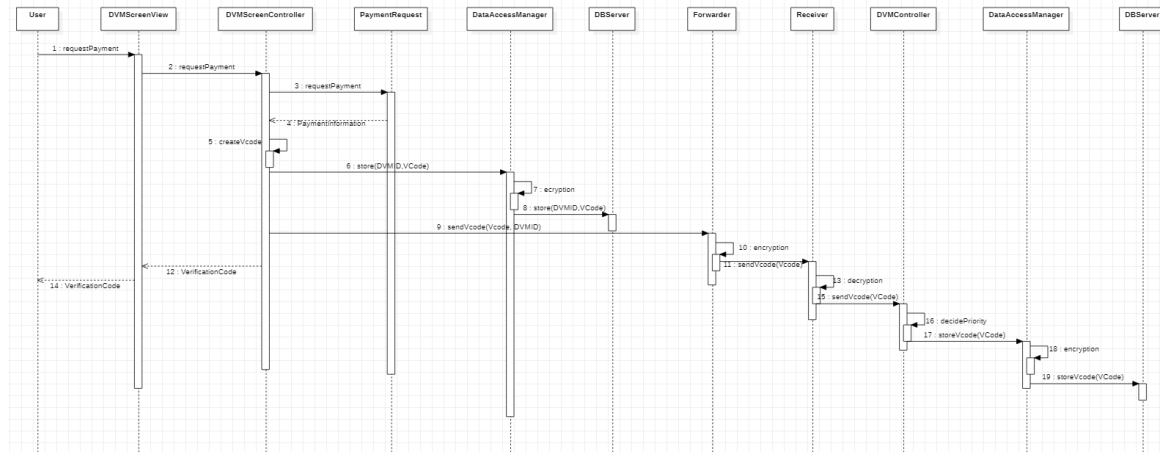 User
DVMScreenView
DVMScreenController
PaymentRequest
DataAccessManager
DBServer
Forwarder
Receiver
DVMController
DataAccessManager
DBServer
1 : requestPayment
2 : requestPayment
3 : requestPayment
4 : PaymentInformation
5 : createVcode
6 : store(DVMID,VCode)
7 : ecryption
8 : store(DVMID,VCode)
9 : sendVcode(Vcode, DVMID)
10 : encryption
11 : sendVcode(Vcode)
12 : VerificationCode
13 : decryption
14 : VerificationCode
15 : sendVcode(VCode)
16 : decidePriority
17 : storeVcode(VCode)
18 : encryption
19 : storeVcode(VCode)